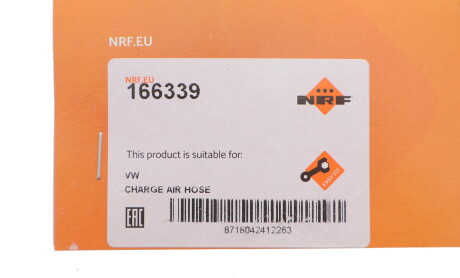 NRF.EU
NRF.EU
166339
NRF
This product is suitable for:
VW
CHARGE AIR HOSE
EASY FIT
EAC
8718042412263